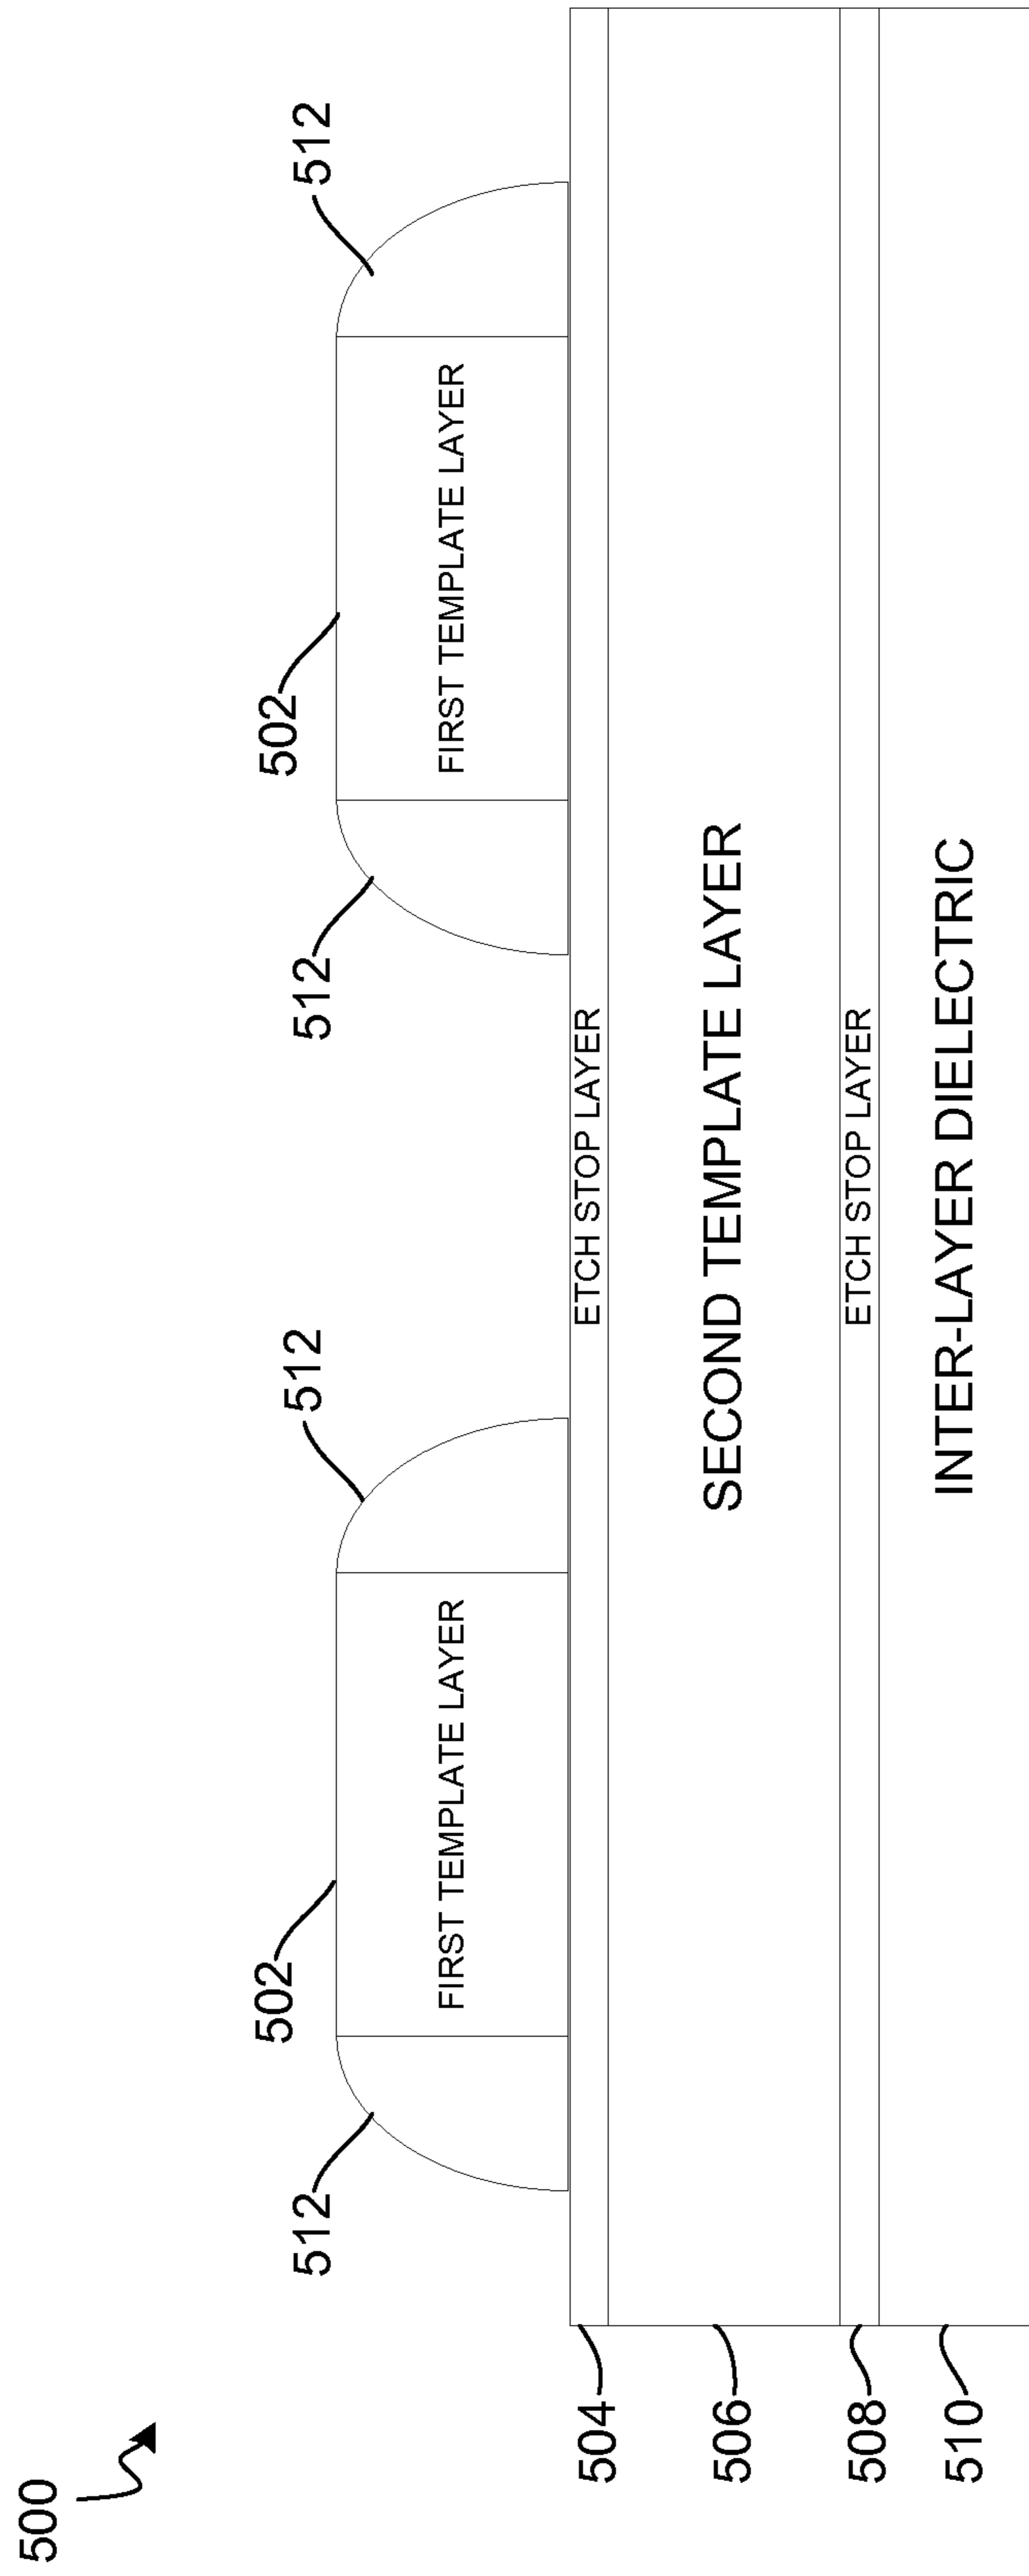 500
512
502
512
512
502
512
FIRST TEMPLATE LAYER
FIRST TEMPLATE LAYER
504
ETCH STOP LAYER
506
SECOND TEMPLATE LAYER
508
ETCH STOP LAYER
510
INTER-LAYER DIELECTRIC